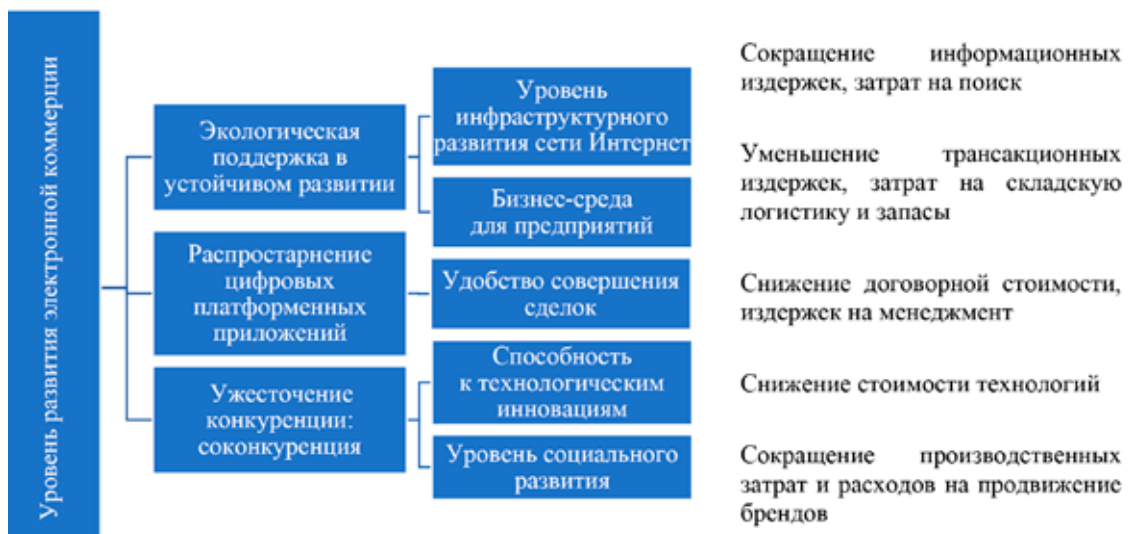 Уровень развития электронной коммерции
Экологическая
поддержка в
устойчивом развитии
Распростарнение
цифровых
платформенных
приложений
Ужесточение
конкуренции:
соконкуренция
Уровень
инфраструктурного
развития сети Интернет
Бизнес-среда
для предприятий
Удобство совершения
сделок
Способность
к технологическим
инновациям
Уровень социального
развития
Сокращение информационных
издержек, затрат на поиск
Уменьшение трансакционных
издержек, затрат на складскую
логистику и запасы
Снижение договорной стоимости,
издержек на менеджмент
Снижение стоимости технологий
Сокращение производственных
затрат и расходов на продвижение
брендов